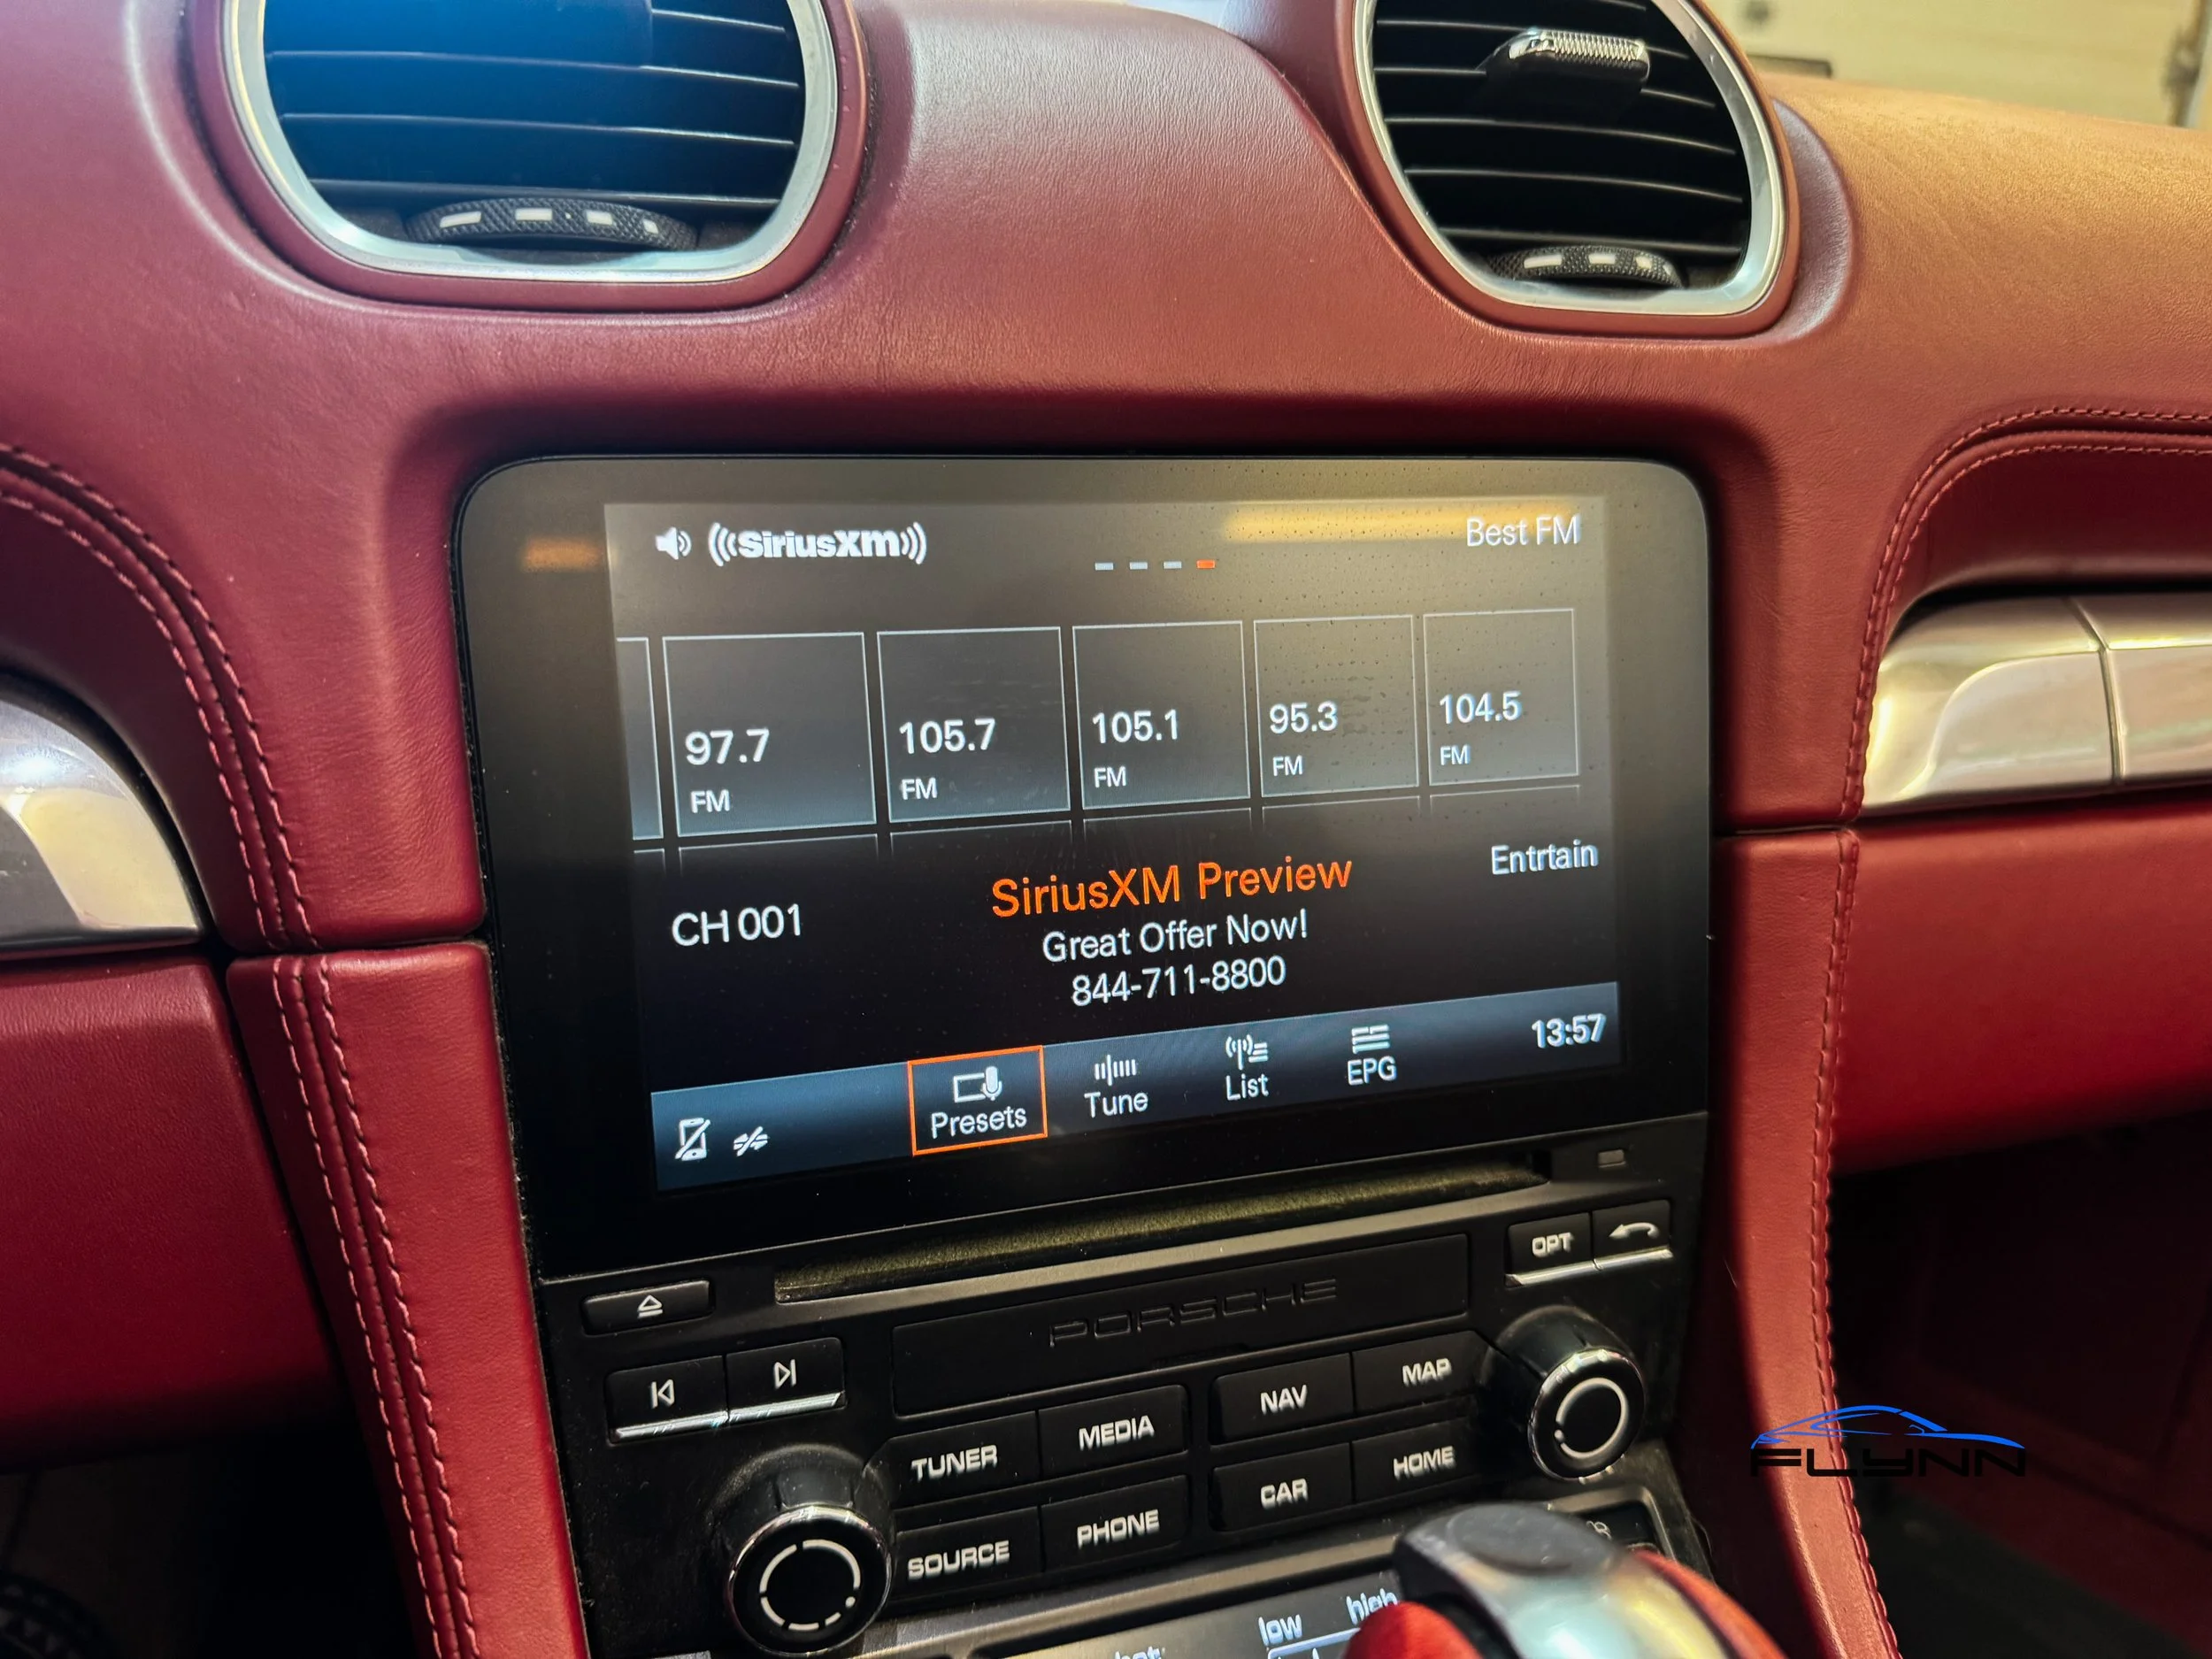 ((SiriusXM)) Best FM
97.7 105.7 105.1 95.3 104.5
FM FM FM FM FM
SiriusXM Preview Entrtain
CH 001
Great Offer Now!
844-711-8800
Presets Tune List EPG 13:57
OPT
PORSCHE
TUNER MEDIA NAV MAP
SOURCE PHONE CAR HOME
low high
FLYNN